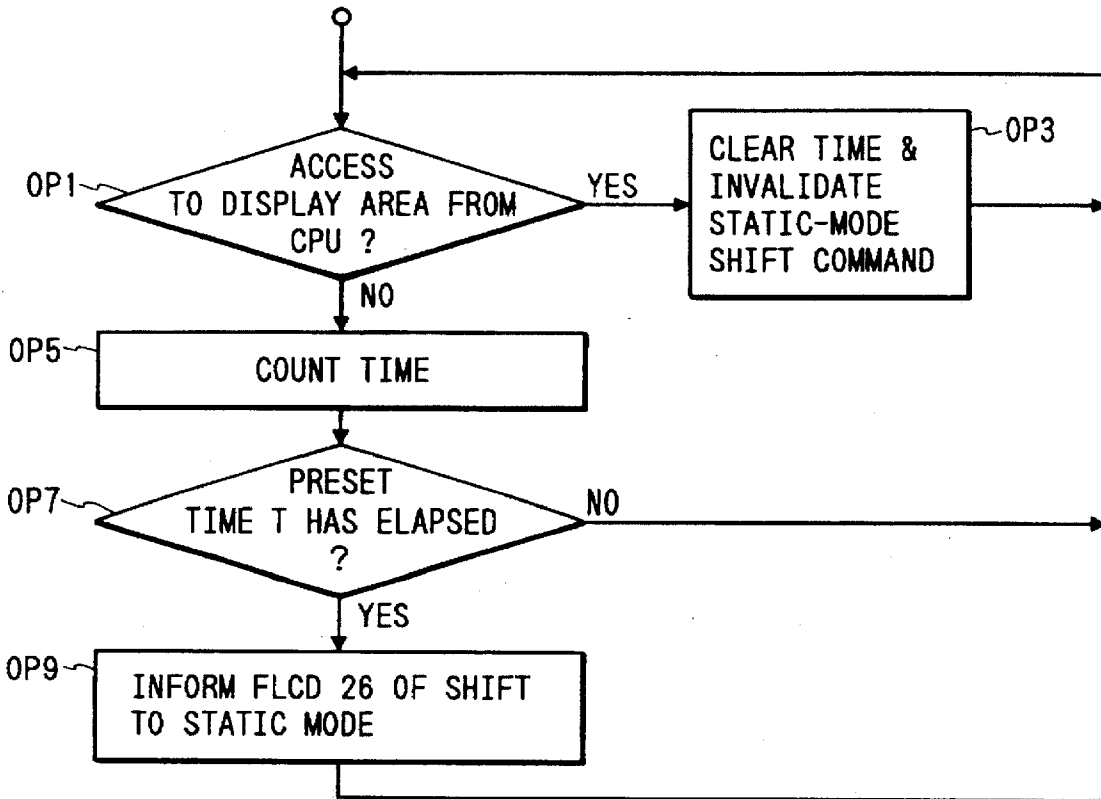 OP1
ACCESS
TO DISPLAY AREA FROM
CPU ?
YES
OP3
CLEAR TIME &
INVALIDATE
STATIC-MODE
SHIFT COMMAND
NO
OP5
COUNT TIME
OP7
PRESET
TIME T HAS ELAPSED
?
NO
YES
OP9
INFORM FLCD 26 OF SHIFT
TO STATIC MODE